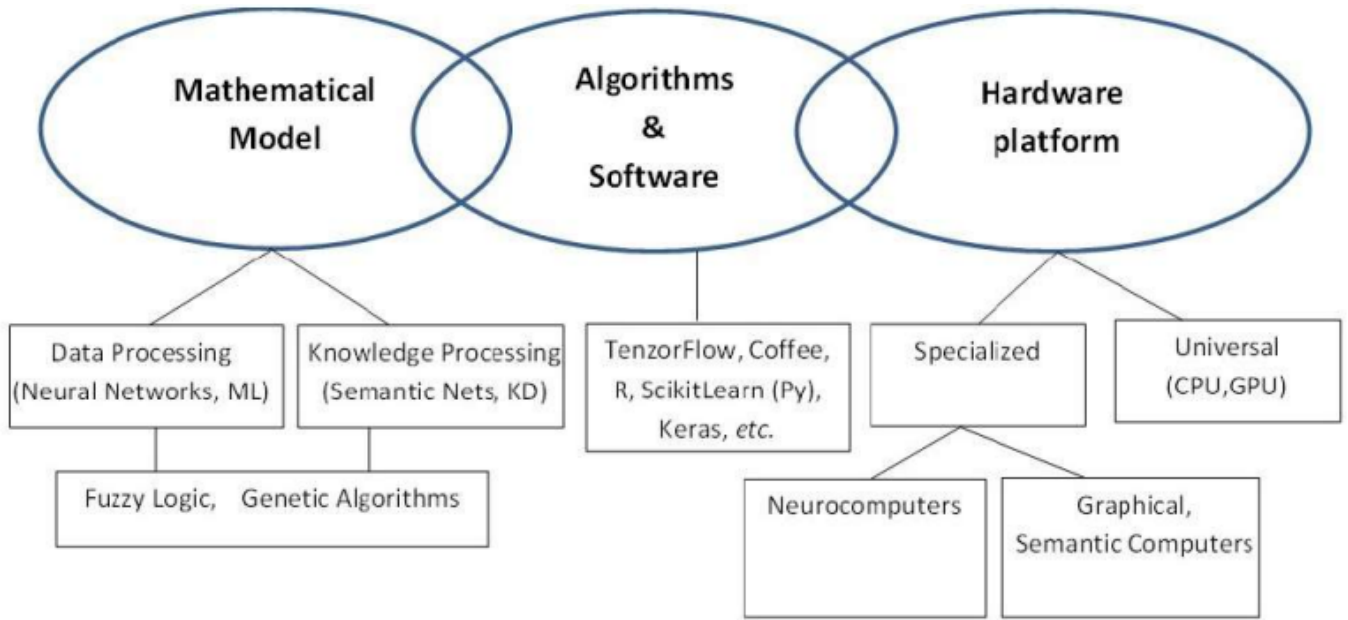 Mathematical
Model
Algorithms
&
Software
Hardware
platform
Data Processing
(Neural Networks, ML)
Knowledge Processing
(Semantic Nets, KD)
TenzorFlow, Coffee,
R, ScikitLearn (Py),
Keras, etc.
Specialized
Universal
(CPU,GPU)
Fuzzy Logic, Genetic Algorithms
Neurocomputers
Graphical,
Semantic Computers